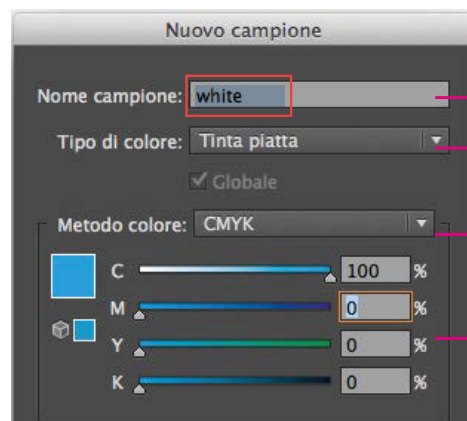 Nuovo campione
Nome campione: white
Tipo di colore: Tinta piatta
Globale
Metodo colore: CMYK
C 100 %
M 0 %
Y 0 %
K 0 %